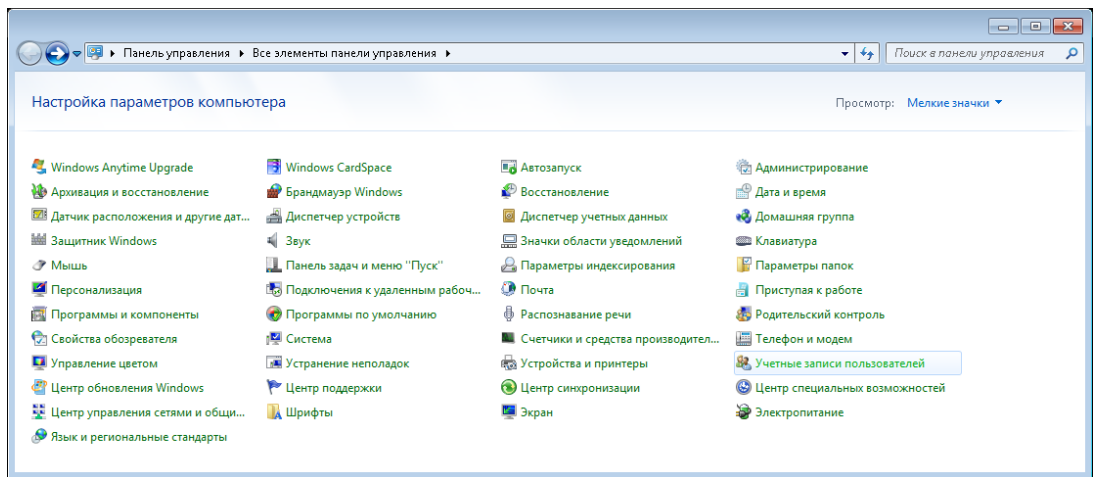 Панель управления ▸ Все элементы панели управления ▸ Поиск в панели управления
Настройка параметров компьютера Просмотр: Мелкие значки
Windows Anytime Upgrade Windows CardSpace Автозапуск Администрирование
Архивация и восстановление Брандмауэр Windows Восстановление Дата и время
Датчик расположения и другие дат... Диспетчер устройств Диспетчер учетных данных Домашняя группа
Защитник Windows Звук Значки области уведомлений Клавиатура
Мышь Панель задач и меню "Пуск" Параметры индексирования Параметры папок
Персонализация Подключения к удаленным рабоч... Почта Приступая к работе
Программы и компоненты Программы по умолчанию Распознавание речи Родительский контроль
Свойства обозревателя Система Счетчики и средства производител... Телефон и модем
Управление цветом Устранение неполадок Устройства и принтеры Учетные записи пользователей
Центр обновления Windows Центр поддержки Центр синхронизации Центр специальных возможностей
Центр управления сетями и общи... Шрифты Экран Электропитание
Язык и региональные стандарты